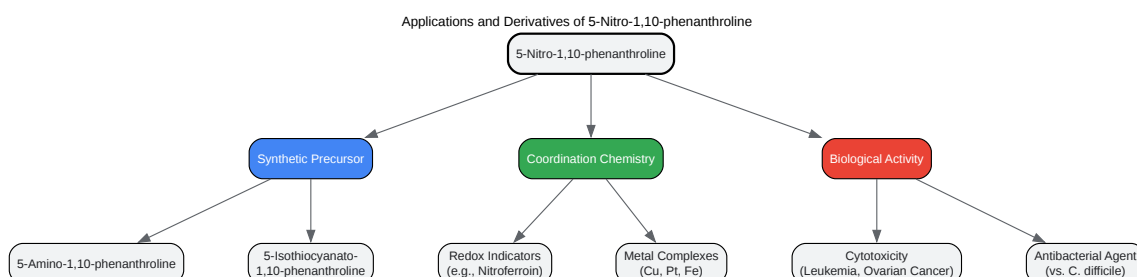 Applications and Derivatives of 5-Nitro-1,10-phenanthroline
5-Nitro-1,10-phenanthroline
Synthetic Precursor
Coordination Chemistry
Biological Activity
5-Amino-1,10-phenanthroline
5-Isothiocyanato-
1,10-phenanthroline
Redox Indicators
(e.g., Nitroferroin)
Metal Complexes
(Cu, Pt, Fe)
Cytotoxicity
(Leukemia, Ovarian Cancer)
Antibacterial Agent
(vs. C. difficile)